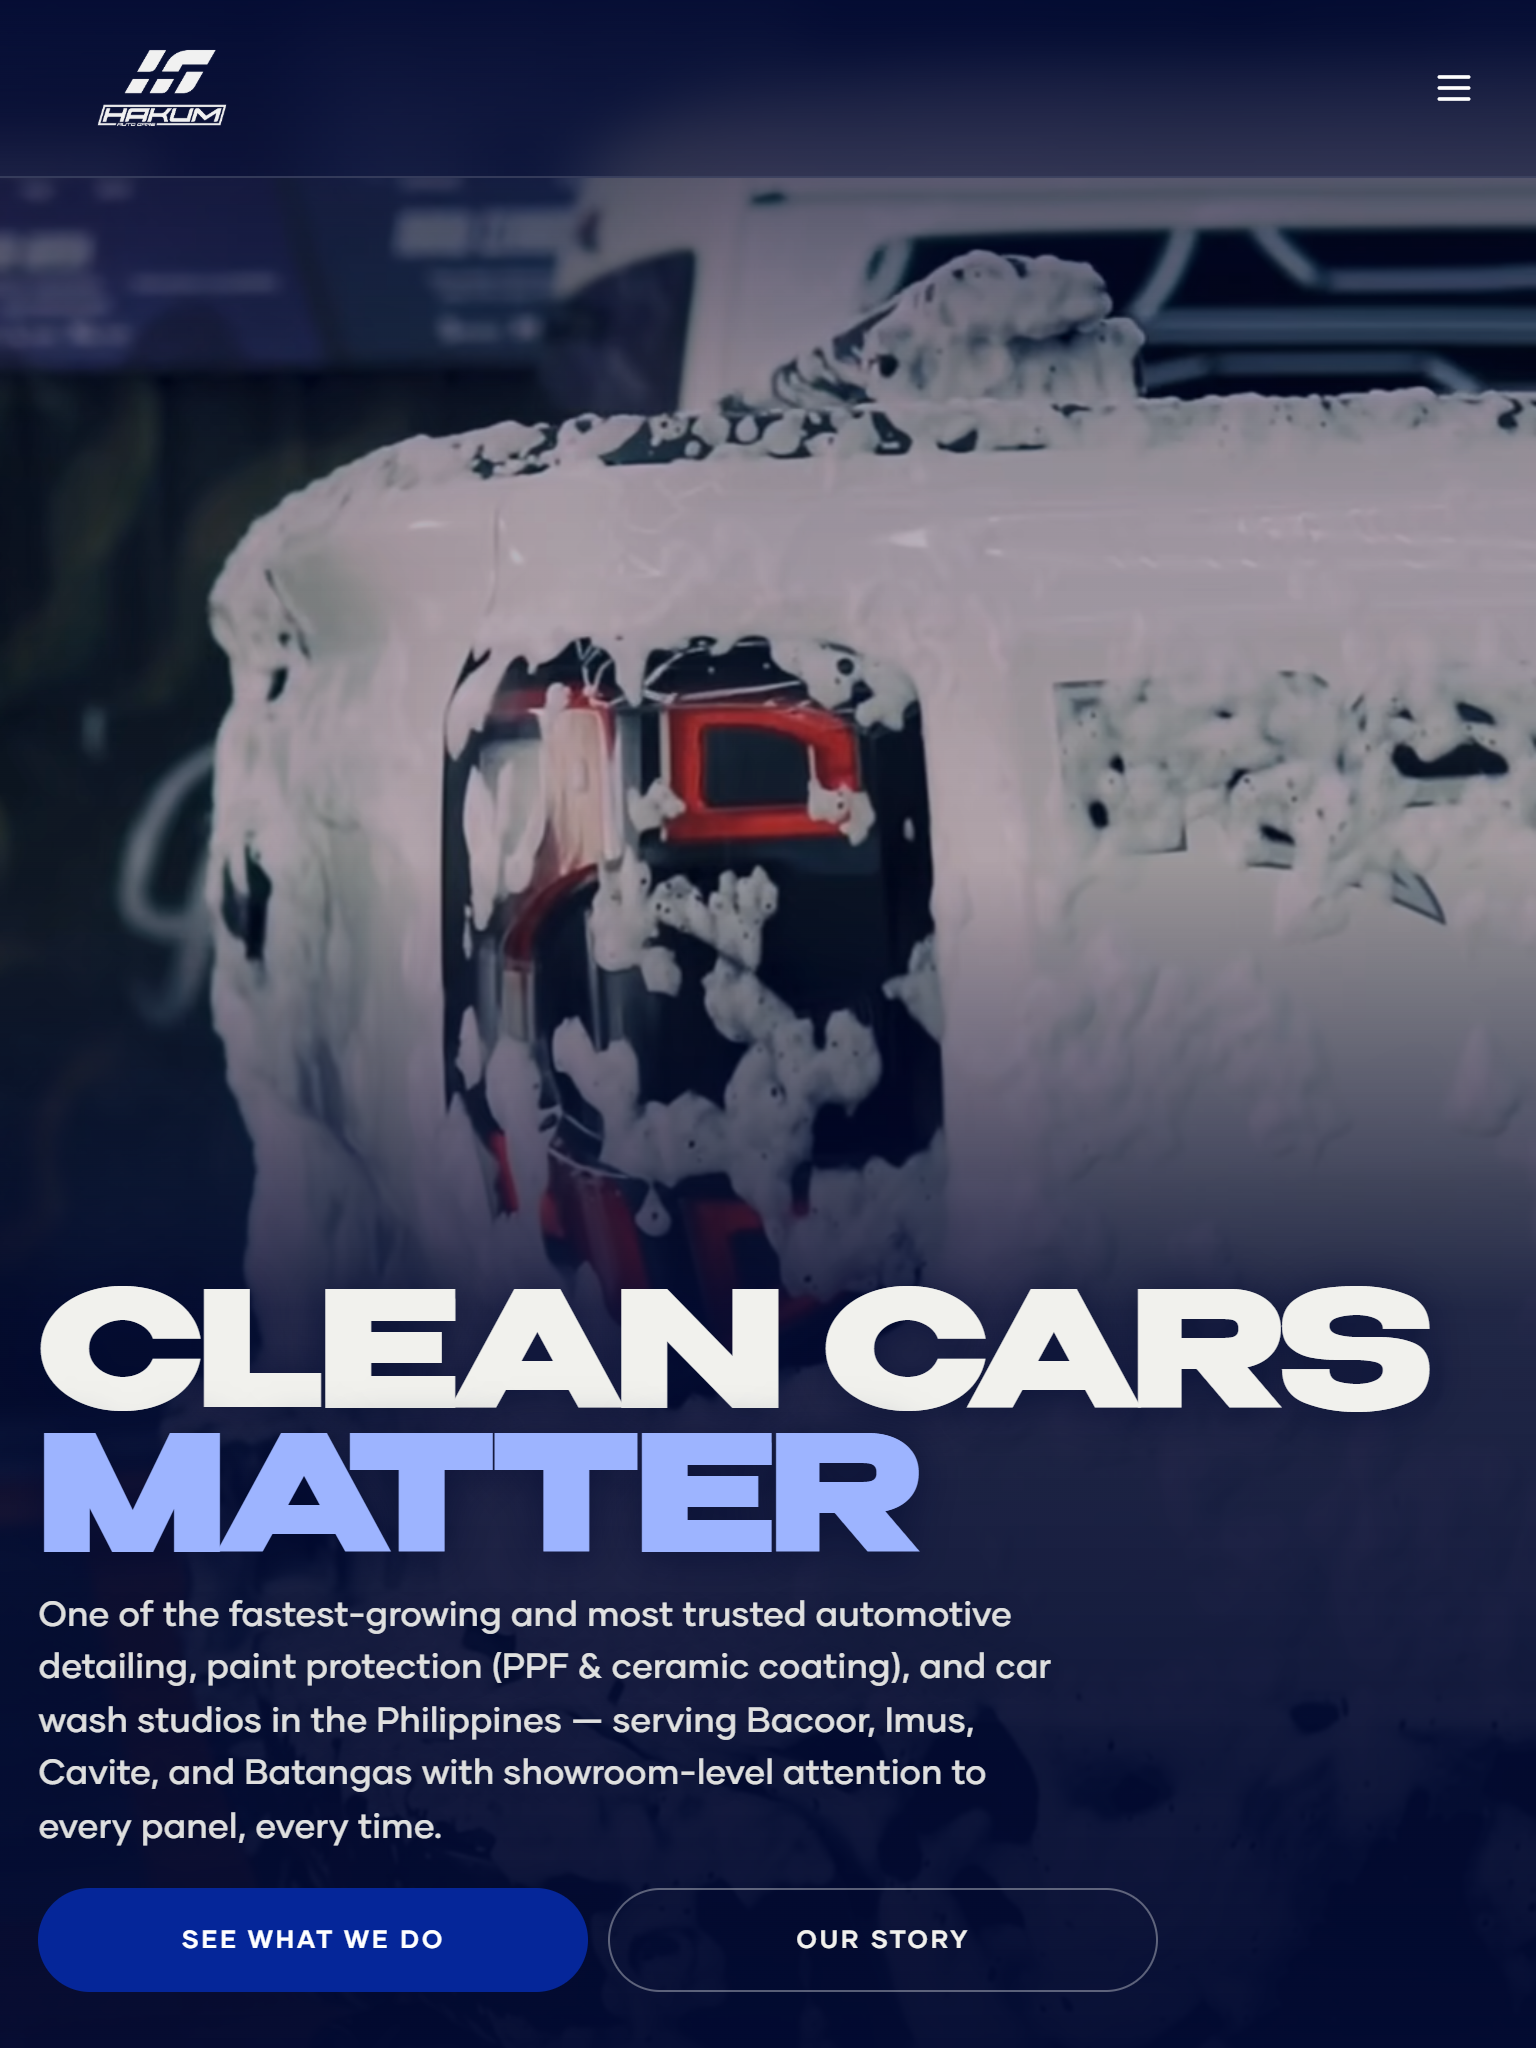 HAKUM
AUTO CARE
CLEAN CARS
MATTER
One of the fastest-growing and most trusted automotive
detailing, paint protection (PPF & ceramic coating), and car
wash studios in the Philippines — serving Bacoor, Imus,
Cavite, and Batangas with showroom-level attention to
every panel, every time.
SEE WHAT WE DO
OUR STORY